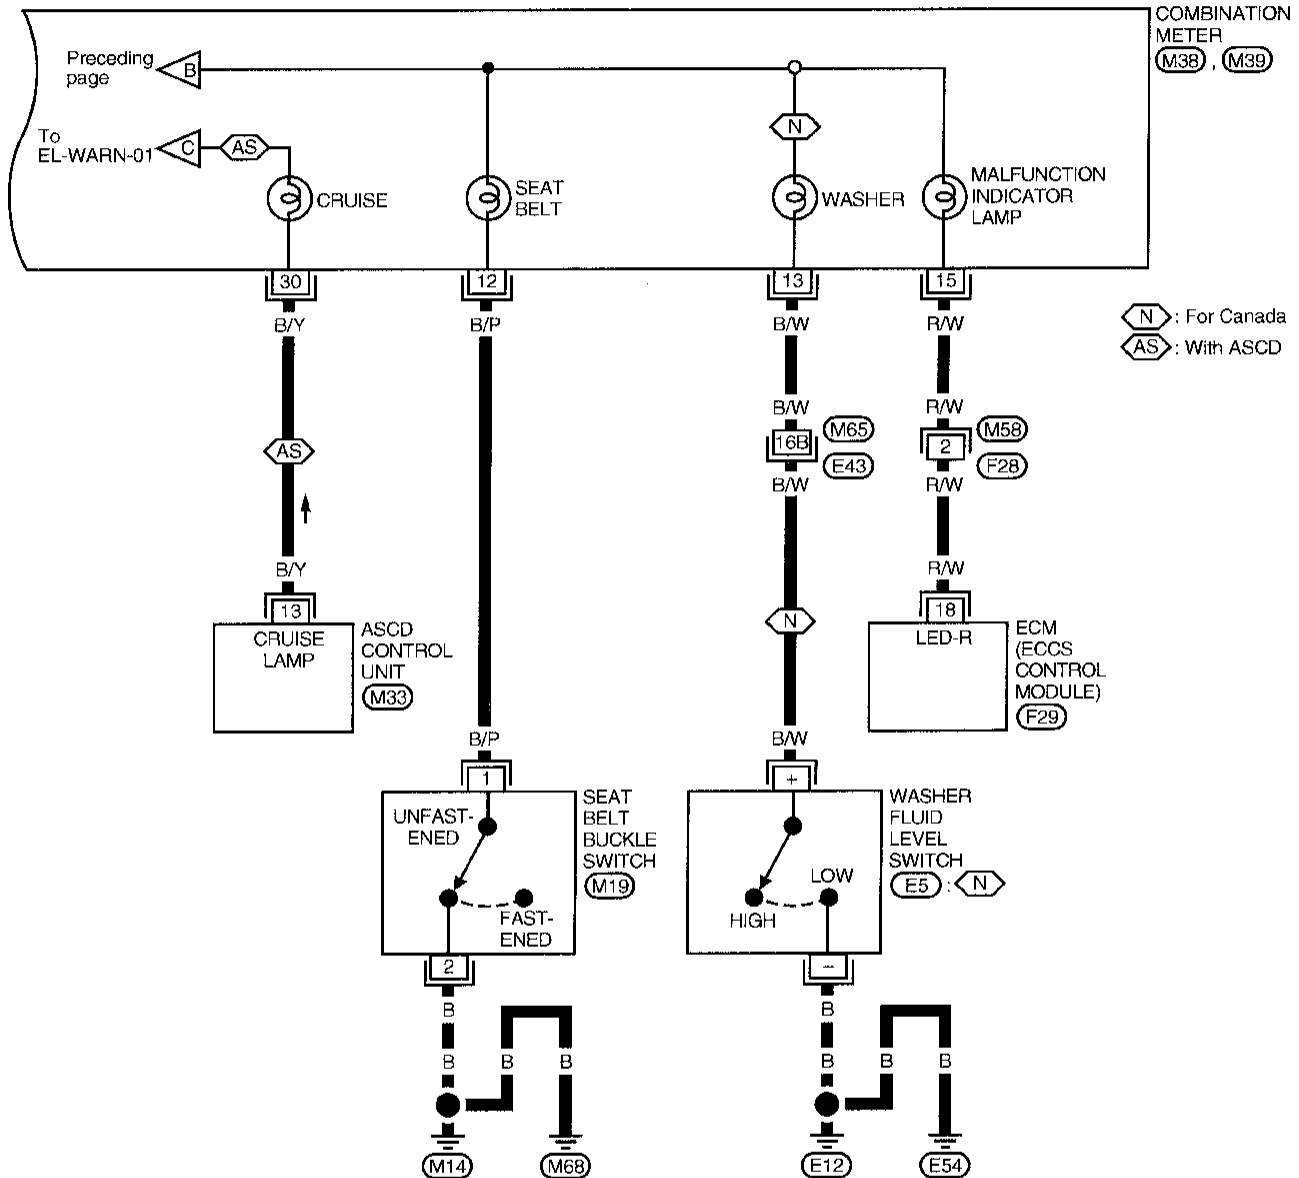 COMBINATION
METER
M38 , M39
Preceding
page
B
N
To
EL-WARN-01
C
AS
CRUISE
SEAT
BELT
WASHER
MALFUNCTION
INDICATOR
LAMP
30
12
13
15
B/Y
B/P
B/W
R/W
N : For Canada
AS : With ASCD
B/W
R/W
16B
M65
E43
2
M58
F28
AS
B/W
R/W
B/Y
R/W
13
18
N
CRUISE
LAMP
ASCD
CONTROL
UNIT
M33
LED-R
ECM
(ECCS
CONTROL
MODULE)
F29
B/P
B/W
1
+
UNFAST-
ENED
FAST-
ENED
SEAT
BELT
BUCKLE
SWITCH
M19
HIGH
LOW
WASHER
FLUID
LEVEL
SWITCH
E5 : N
2
–
B
B
B
B
B
B
B
B
M14
M68
E12
E54